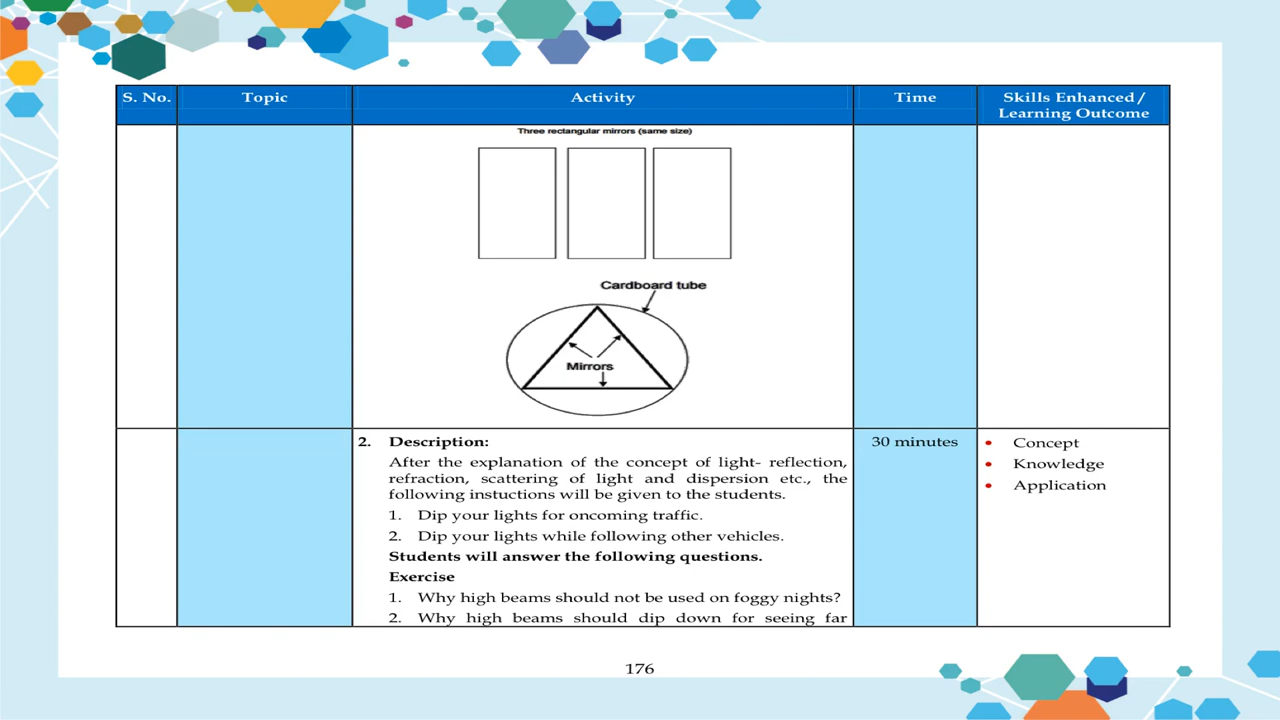 S. No.
Topic
Activity
Time
Skills Enhanced /
Learning Outcome
Three rectangular mirrors (same size)
Cardboard tube
Mirrors
2. Description:
After the explanation of the concept of light- reflection,
refraction, scattering of light and dispersion etc., the
following instuctions will be given to the students.
1. Dip your lights for oncoming traffic.
2. Dip your lights while following other vehicles.
Students will answer the following questions.
Exercise
1. Why high beams should not be used on foggy nights?
2. Why high beams should dip down for seeing far
30 minutes
• Concept
• Knowledge
• Application
176